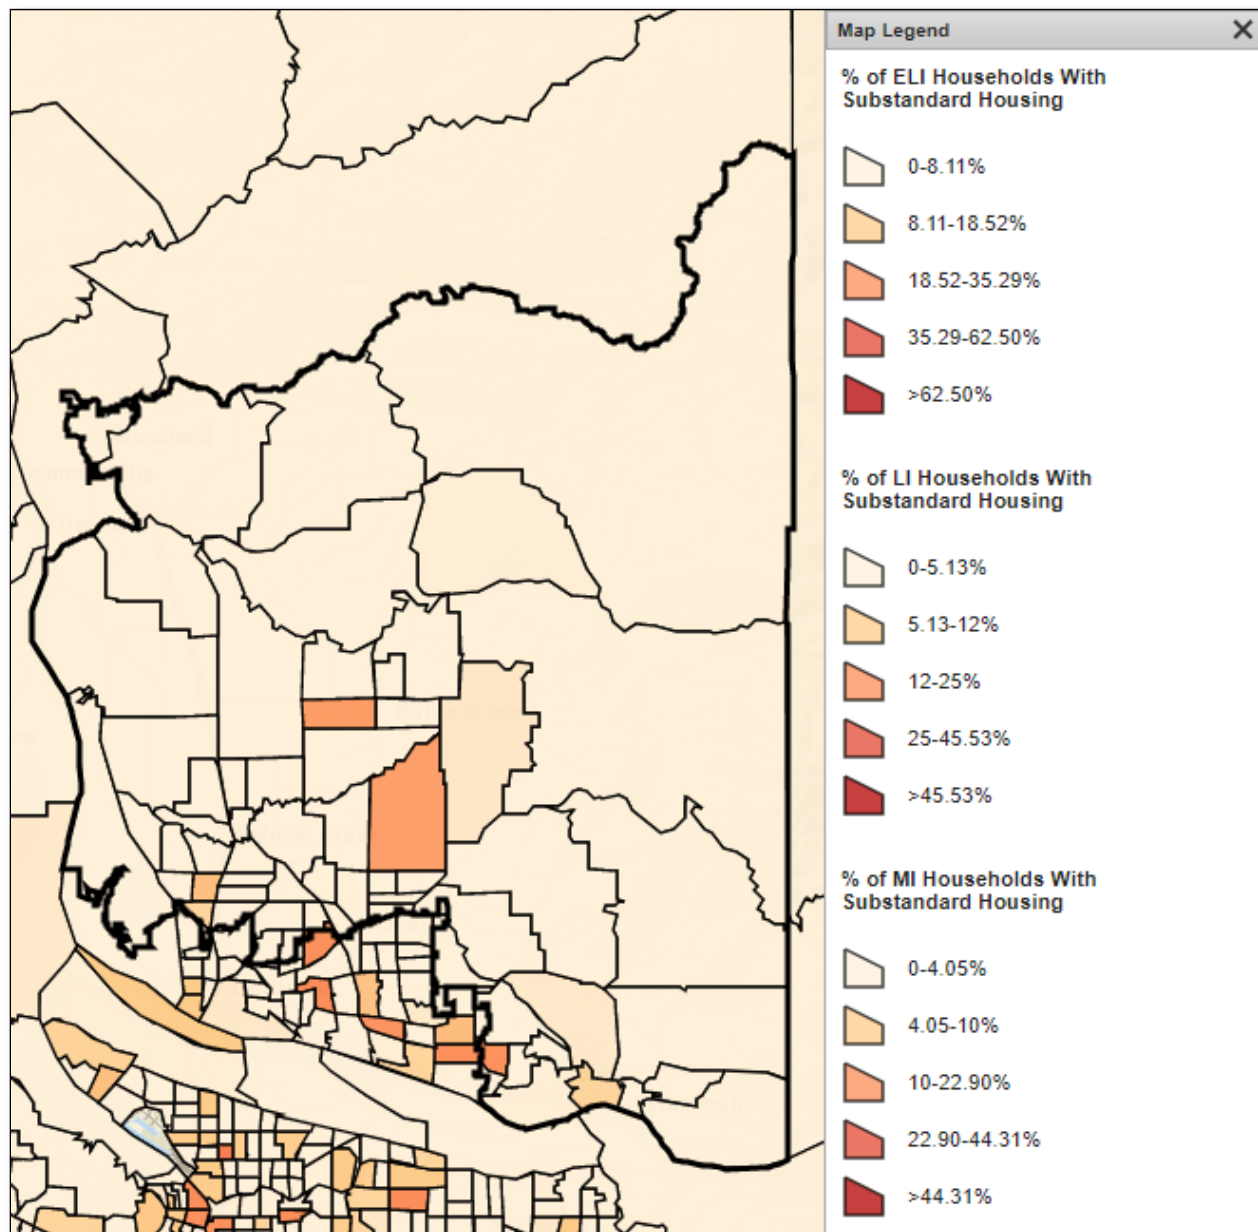 Map Legend
% of ELI Households With
Substandard Housing
0-8.11%
8.11-18.52%
18.52-35.29%
35.29-62.50%
>62.50%
% of LI Households With
Substandard Housing
0-5.13%
5.13-12%
12-25%
25-45.53%
>45.53%
% of MI Households With
Substandard Housing
0-4.05%
4.05-10%
10-22.90%
22.90-44.31%
>44.31%